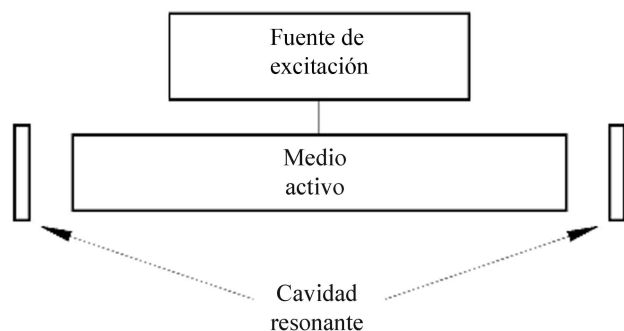 Fuente de
excitación
Medio
activo
Cavidad
resonante